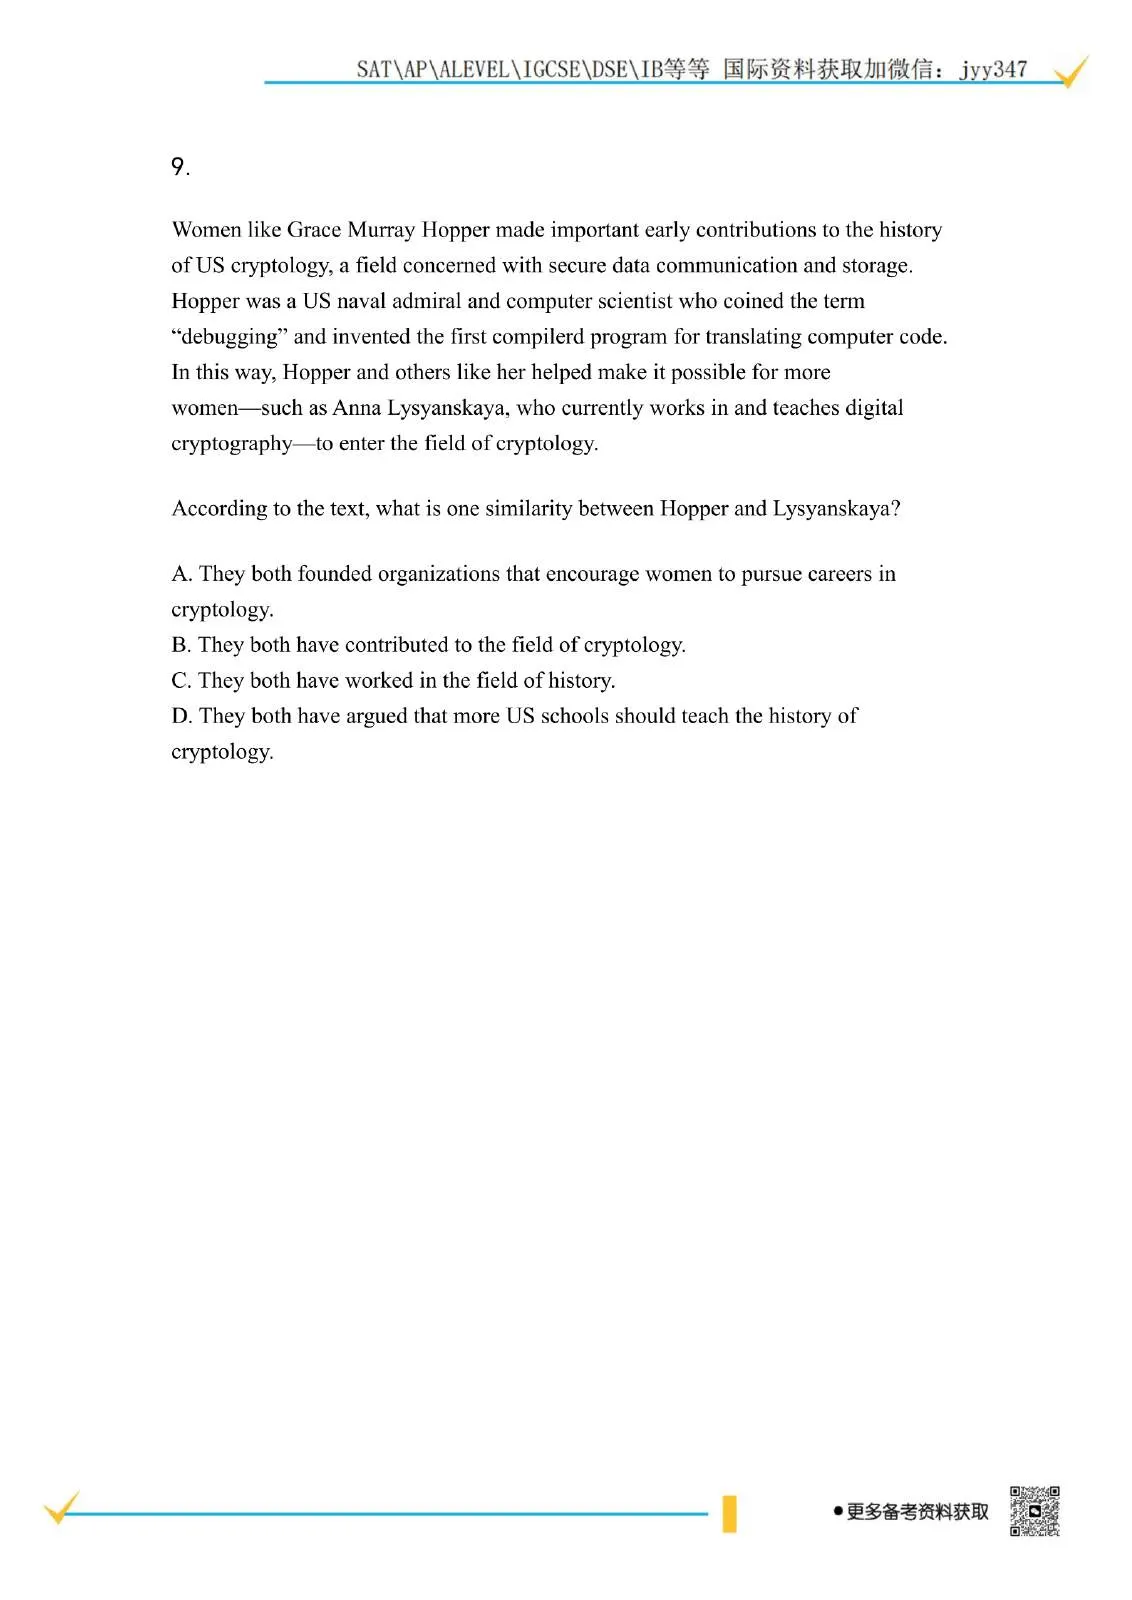 SAT\AP\ALEVEL\IGCSE\DSE\IB等等 国际资料获取加微信：jyy347
9.
Women like Grace Murray Hopper made important early contributions to the history
of US cryptology, a field concerned with secure data communication and storage.
Hopper was a US naval admiral and computer scientist who coined the term
“debugging” and invented the first compilerd program for translating computer code.
In this way, Hopper and others like her helped make it possible for more
women—such as Anna Lysyanskaya, who currently works in and teaches digital
cryptography—to enter the field of cryptology.
According to the text, what is one similarity between Hopper and Lysyanskaya?
A. They both founded organizations that encourage women to pursue careers in
cryptology.
B. They both have contributed to the field of cryptology.
C. They both have worked in the field of history.
D. They both have argued that more US schools should teach the history of
cryptology.
●更多备考资料获取